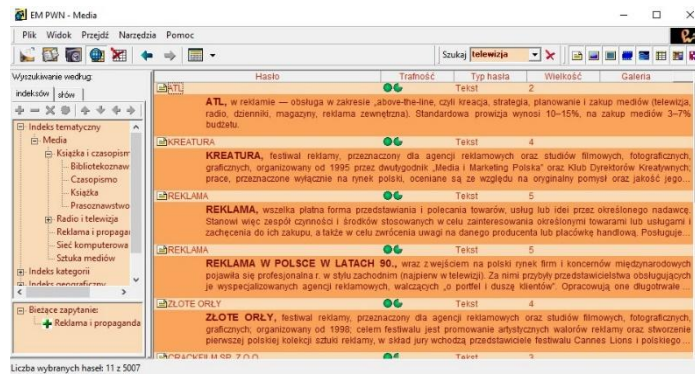 EM PWN - Media
Plik Widok Przejdź Narzędzia Pomoc
Szukaj telewizja
Wyszukiwanie według:
indeksów słów
Indeks tematyczny
Media
Książka i czasopism
Bibliotekoznaw
Czasopismo
Książka
Prasoznawstwo
Radio i telewizja
Reklama i propagan
Sieć komputerowa
Sztuka mediów
Indeks kategorii
Indeks geograficzny
Bieżące zapytanie:
Reklama i propaganda
Hasło Trafność Typ hasła Wielkość Galeria
ATL Tekst 2
ATL, w reklamie — obsługa w zakresie „above-the-line, czyli kreacja, strategia, planowanie i zakup mediów (telewizja,
radio, dzienniki, magazyny, reklama zewnętrzna). Standardowa prowizja wynosi 10–15%, na zakup mediów 3–7%
budżetu.
KREATURA Tekst 4
KREATURA, festiwal reklamy, przeznaczony dla agencji reklamowych oraz studiów filmowych, fotograficznych,
graficznych, organizowany od 1995 przez dwutygodnik „Media i Marketing Polska” oraz Klub Dyrektorów Kreatywnych;
prace, przeznaczone wyłącznie na rynek polski, oceniane są ze względu na oryginalny pomysł oraz jakość jego...
REKLAMA Tekst 5
REKLAMA, wszelka płatna forma przedstawiania i polecania towarów, usług lub idei przez określonego nadawcę.
Stanowi więc zespół czynności i środków stosowanych w celu zainteresowania określonymi towarami lub usługami i
zachęcenia do ich zakupu, a także w celu zwrócenia uwagi na danego producenta lub placówkę handlową. Posługuje...
REKLAMA Tekst 5
REKLAMA W POLSCE W LATACH 90., wraz z wejściem na polski rynek firm i koncernów międzynarodowych
pojawiła się profesjonalna r. w stylu zachodnim (najpierw w telewizji). Za nimi przybyły przedstawicielstwa obsługujących
je wyspecjalizowanych agencji reklamowych, walczących „o portfel i duszę klientów”. Opracowują one długotrwałe...
ZŁOTE ORŁY Tekst 4
ZŁOTE ORŁY, festiwal reklamy, przeznaczony dla agencji reklamowych oraz studiów filmowych, fotograficznych,
graficznych; organizowany od 1998; celem festiwalu jest promowanie artystycznych walorów reklamy oraz stworzenie
pierwszej polskiej kolekcji sztuki reklamy, w skład jury wchodzą przedstawiciele festiwalu Cannes Lions i polskiego...
CRACKFILM SP. Z O.O. Tekst 3
Liczba wybranych haseł: 11 z 5007